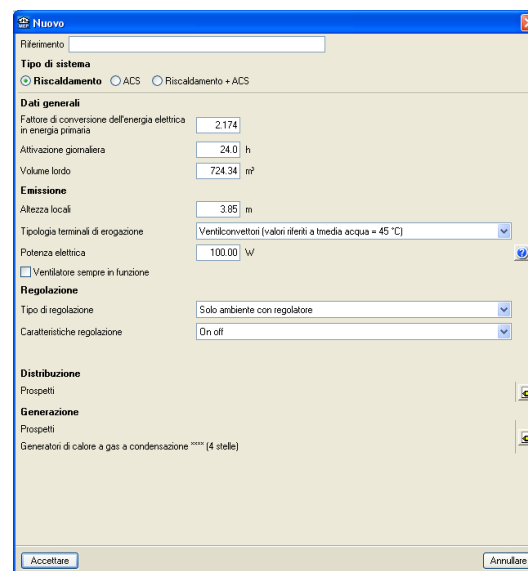 MEP Nuovo
Riferimento
Tipo di sistema
Riscaldamento ACS Riscaldamento + ACS
Dati generali
Fattore di conversione dell'energia elettrica
in energia primaria 2.174
Attivazione giornaliera 24.0 h
Volume lordo 724.34 m³
Emissione
Altezza locali 3.85 m
Tipologia terminali di erogazione Ventilconvettori (valori riferiti a tmedia acqua = 45 °C)
Potenza elettrica 100.00 W
Ventilatore sempre in funzione
Regolazione
Tipo di regolazione Solo ambiente con regolatore
Caratteristiche regolazione On off
Distribuzione
Prospetti
Generazione
Prospetti
Generatori di calore a gas a condensazione **** (4 stelle)
Accettare Annullare